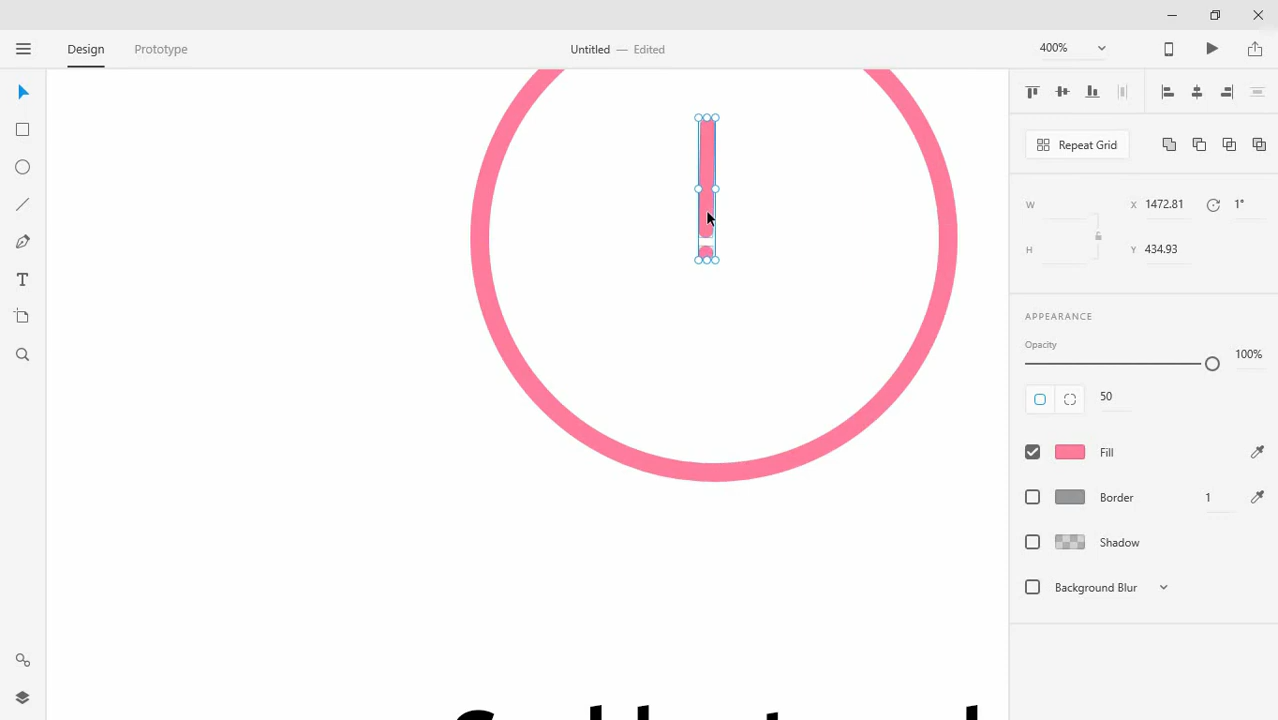 Design Prototype Untitled — Edited 400%
Repeat Grid
W X 1472.81 1°
H Y 434.93
APPEARANCE
Opacity
100%
50
Fill
Border 1
Shadow
Background Blur